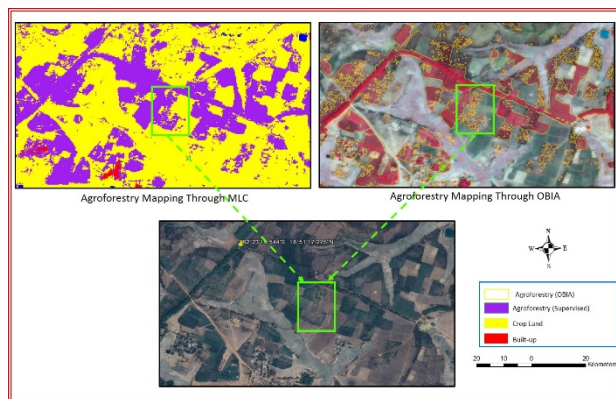 Agroforestry Mapping Through MLC
Agroforestry Mapping Through OBIA
N
W
E
S
Agroforestry (OBIA)
Agroforestry (Supervised)
Crop Land
Built-up
20
10
0
20
Kilometers